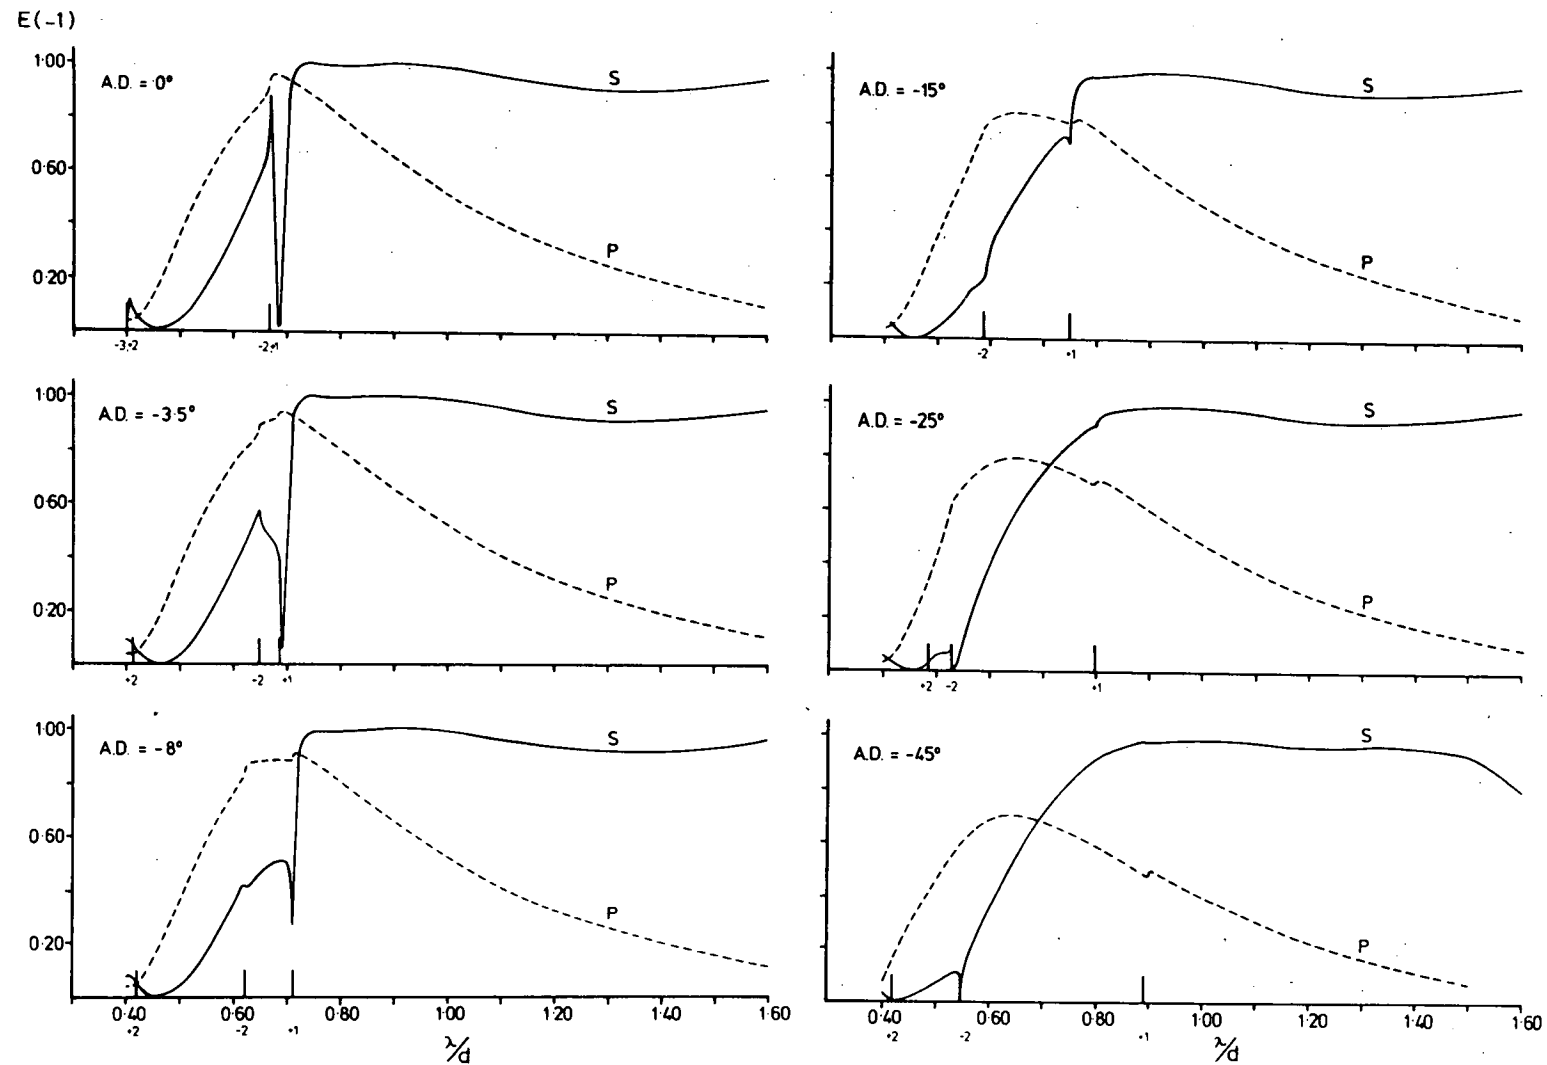 E(-1)
1·00
0·60
0·20
A.D. = 0°
S
P
-3,+2
-2,+1
A.D. = -15°
S
P
-2
+1
1·00
0·60
0·20
A.D. = -3·5°
S
P
+2
-2
+1
A.D. = -25°
S
P
+2
-2
+1
1·00
0·60
0·20
A.D. = -8°
S
P
0·40
0·60
0·80
1·00
1·20
1·40
1·60
+2
-2
+1
λ/d
A.D. = -45°
S
P
0·40
0·60
0·80
1·00
1·20
1·40
1·60
+2
-2
+1
λ/d